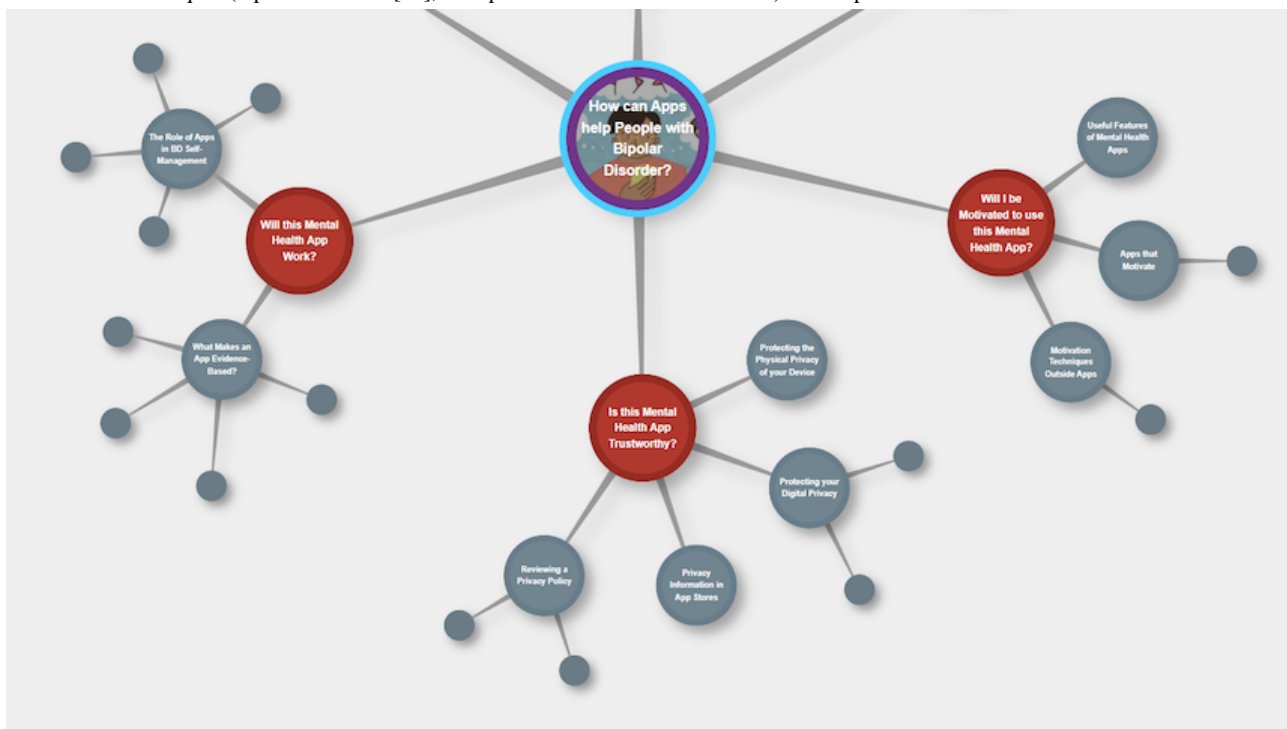 How can Apps
help People with
Bipolar
Disorder?
The Role of Apps
in BD Self-
Management
Will this Mental
Health App
Work?
What Makes an
App Evidence-
Based?
Useful Features
of Mental Health
Apps
Will I be
Motivated to use
this Mental
Health App?
Apps that
Motivate
Motivation
Techniques
Outside Apps
Protecting the
Physical Privacy
of your Device
Is this Mental
Health App
Trustworthy?
Protecting your
Digital Privacy
Reviewing a
Privacy Policy
Privacy
Information in
App Stores